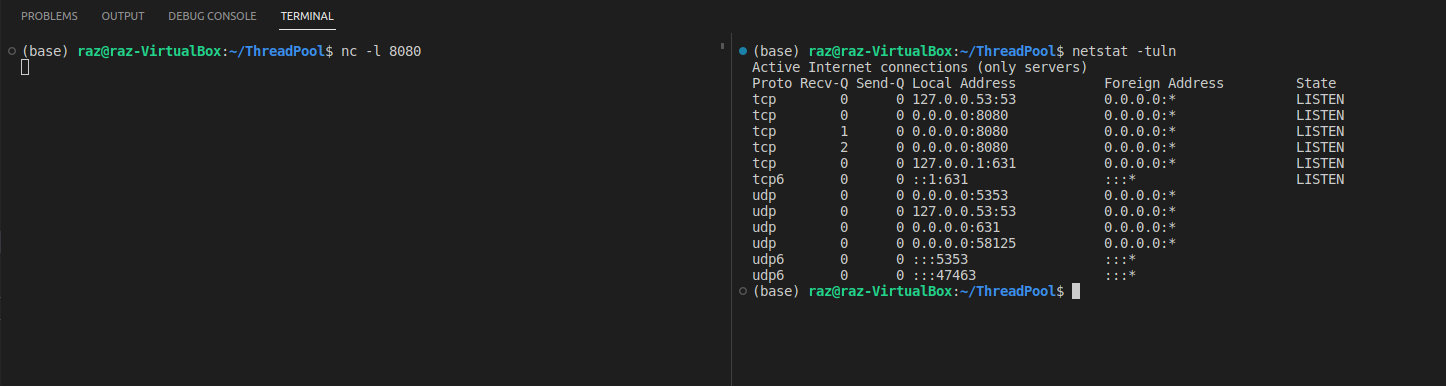 PROBLEMS OUTPUT DEBUG CONSOLE TERMINAL
(base) raz@raz-VirtualBox:~/ThreadPool$ nc -l 8080
(base) raz@raz-VirtualBox:~/ThreadPool$ netstat -tuln
Active Internet connections (only servers)
Proto Recv-Q Send-Q Local Address           Foreign Address         State
tcp        0      0 127.0.0.53:53           0.0.0.0:*               LISTEN
tcp        0      0 0.0.0.0:8080            0.0.0.0:*               LISTEN
tcp        1      0 0.0.0.0:8080            0.0.0.0:*               LISTEN
tcp        2      0 0.0.0.0:8080            0.0.0.0:*               LISTEN
tcp        0      0 127.0.0.1:631           0.0.0.0:*               LISTEN
tcp6       0      0 ::1:631                 :::*                    LISTEN
udp        0      0 0.0.0.0:5353            0.0.0.0:*
udp        0      0 127.0.0.53:53           0.0.0.0:*
udp        0      0 0.0.0.0:631             0.0.0.0:*
udp        0      0 0.0.0.0:58125           0.0.0.0:*
udp6       0      0 :::5353                 :::*
udp6       0      0 :::47463                :::*
(base) raz@raz-VirtualBox:~/ThreadPool$